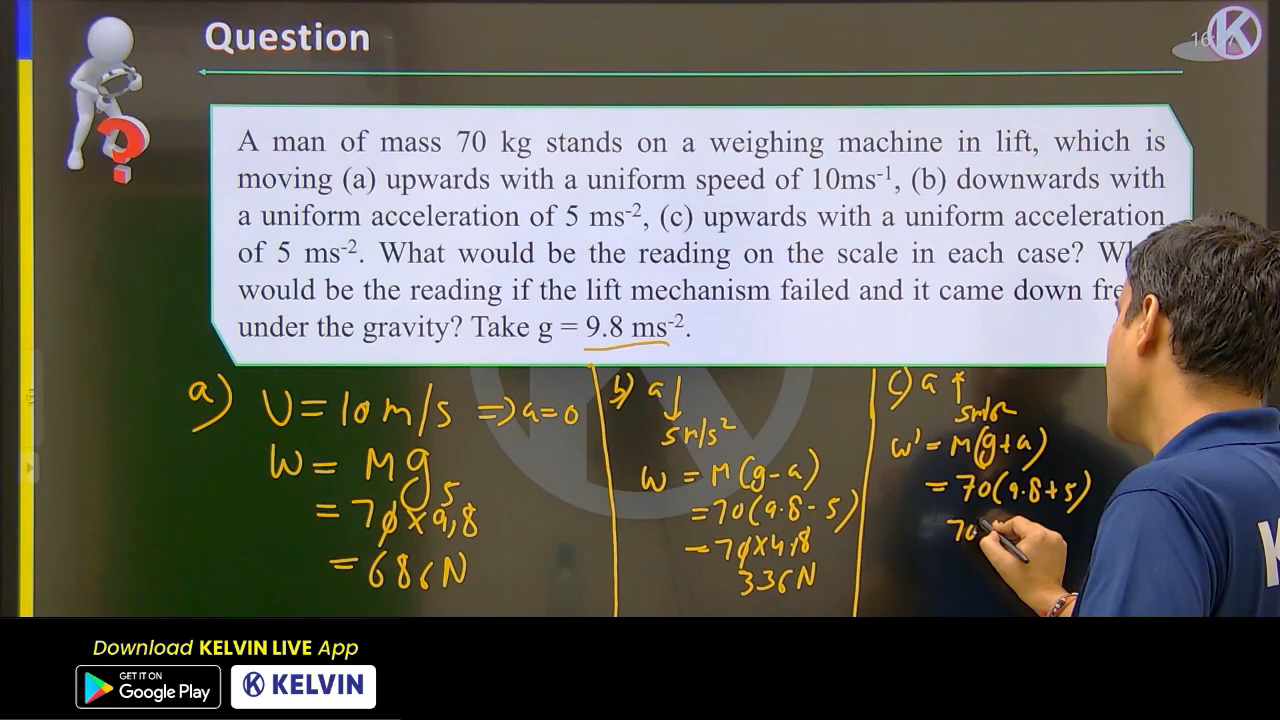 Question
A man of mass 70 kg stands on a weighing machine in lift, which is
moving (a) upwards with a uniform speed of 10ms⁻¹, (b) downwards with
a uniform acceleration of 5 ms⁻², (c) upwards with a uniform acceleration
of 5 ms⁻². What would be the reading on the scale in each case?
would be the reading if the lift mechanism failed and it came down
under the gravity? Take g = 9.8 ms⁻².
a) U = 10 m/s ⇒ a = 0
W = Mg
= 70 × 9.8
= 686 N
b) a ↓
5 m/s²
W = M(g - a)
= 70(9.8 - 5)
= 70 × 4.8
336 N
c) a ↑
5 m/s²
W' = M(g + a)
= 70(9.8 + 5)
70
Download KELVIN LIVE App
GET IT ON
Google Play
KELVIN